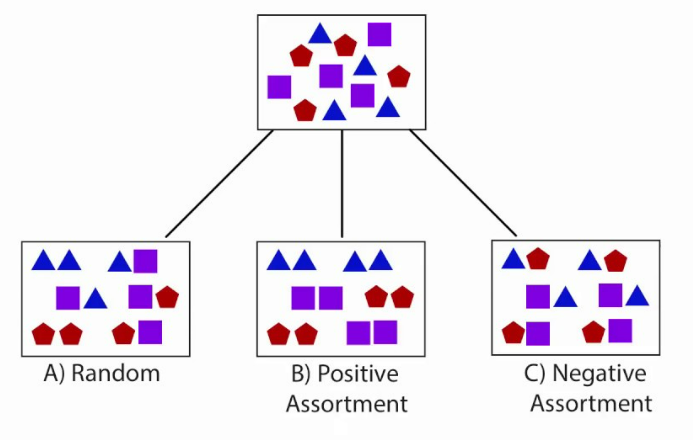 A) Random
B) Positive
Assortment
C) Negative
Assortment